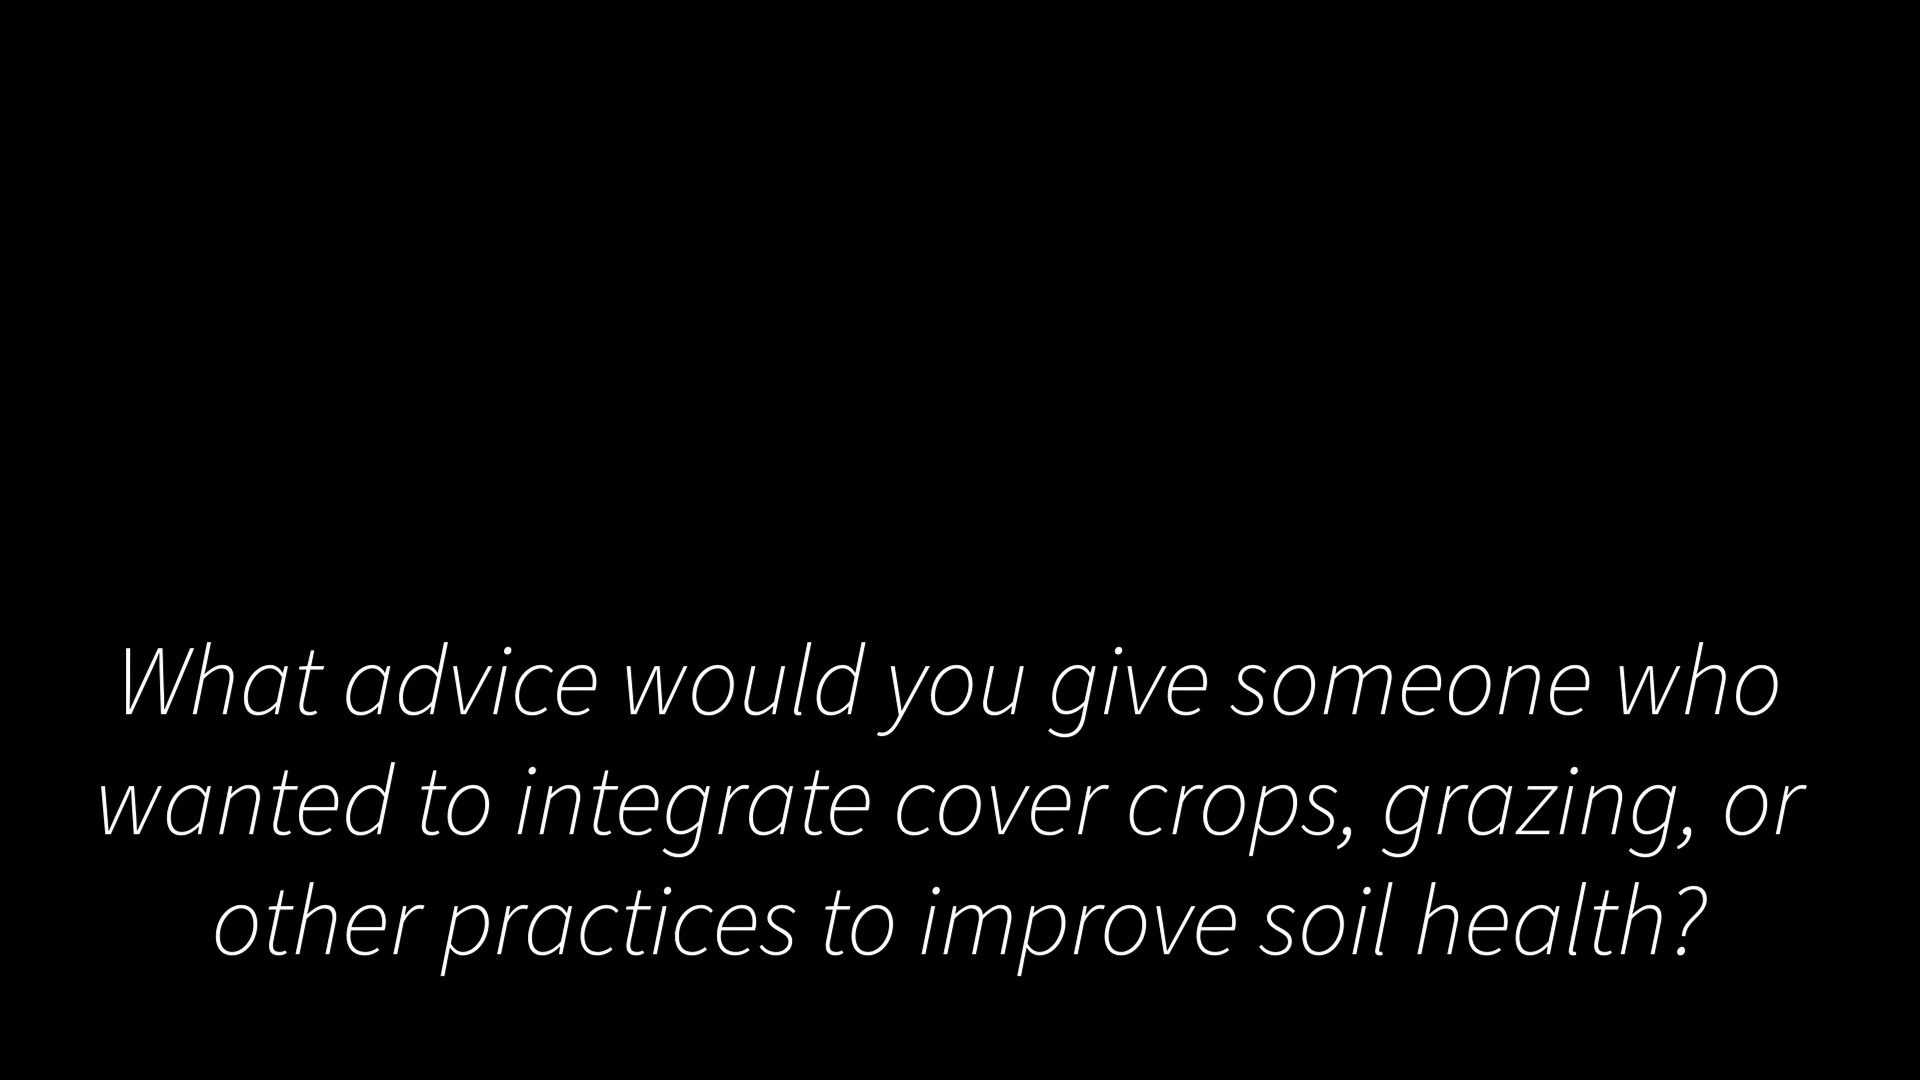 What advice would you give someone who
wanted to integrate cover crops, grazing, or
other practices to improve soil health?